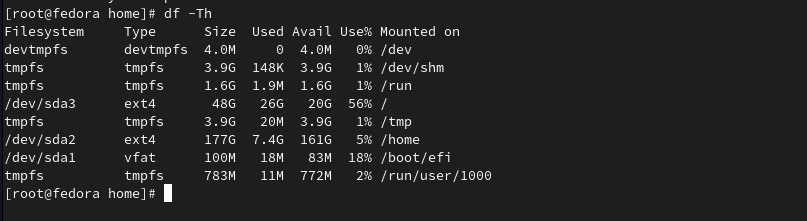 [root@fedora home]# df -Th
Filesystem     Type      Size  Used Avail Use% Mounted on
devtmpfs       devtmpfs  4.0M     0  4.0M   0% /dev
tmpfs          tmpfs     3.9G  148K  3.9G   1% /dev/shm
tmpfs          tmpfs     1.6G  1.9M  1.6G   1% /run
/dev/sda3      ext4       48G   26G   20G  56% /
tmpfs          tmpfs     3.9G   20M  3.9G   1% /tmp
/dev/sda2      ext4      177G  7.4G  161G   5% /home
/dev/sda1      vfat      100M   18M   83M  18% /boot/efi
tmpfs          tmpfs     783M   11M  772M   2% /run/user/1000
[root@fedora home]#